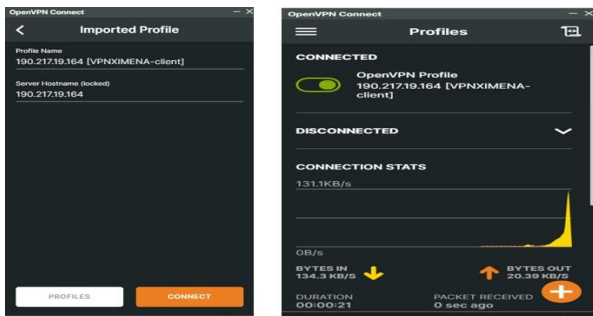 OpenVPN Connect
Imported Profile
Profile Name
190.217.19.164 [VPNXIMENA-client]
Server Hostname (locked)
190.217.19.164
PROFILES
CONNECT
OpenVPN Connect
Profiles
CONNECTED
OpenVPN Profile
190.217.19.164 [VPNXIMENA-
client]
DISCONNECTED
CONNECTION STATS
131.1KB/s
0B/s
BYTES IN
134.3 KB/S
BYTES OUT
20.39 KB/S
DURATION
00:00:21
PACKET RECEIVED
0 sec ago